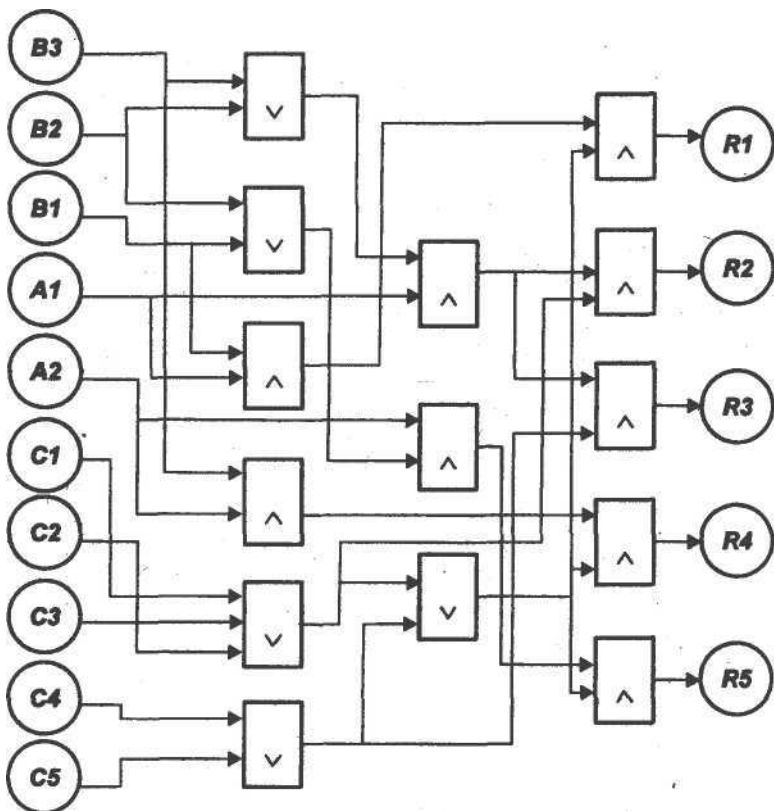 B3
B2
B1
A1
A2
C1
C2
C3
C4
C5
∨
∨
∧
∧
∨
∨
∧
∧
∨
∧
∧
∧
∧
∧
R1
R2
R3
R4
R5